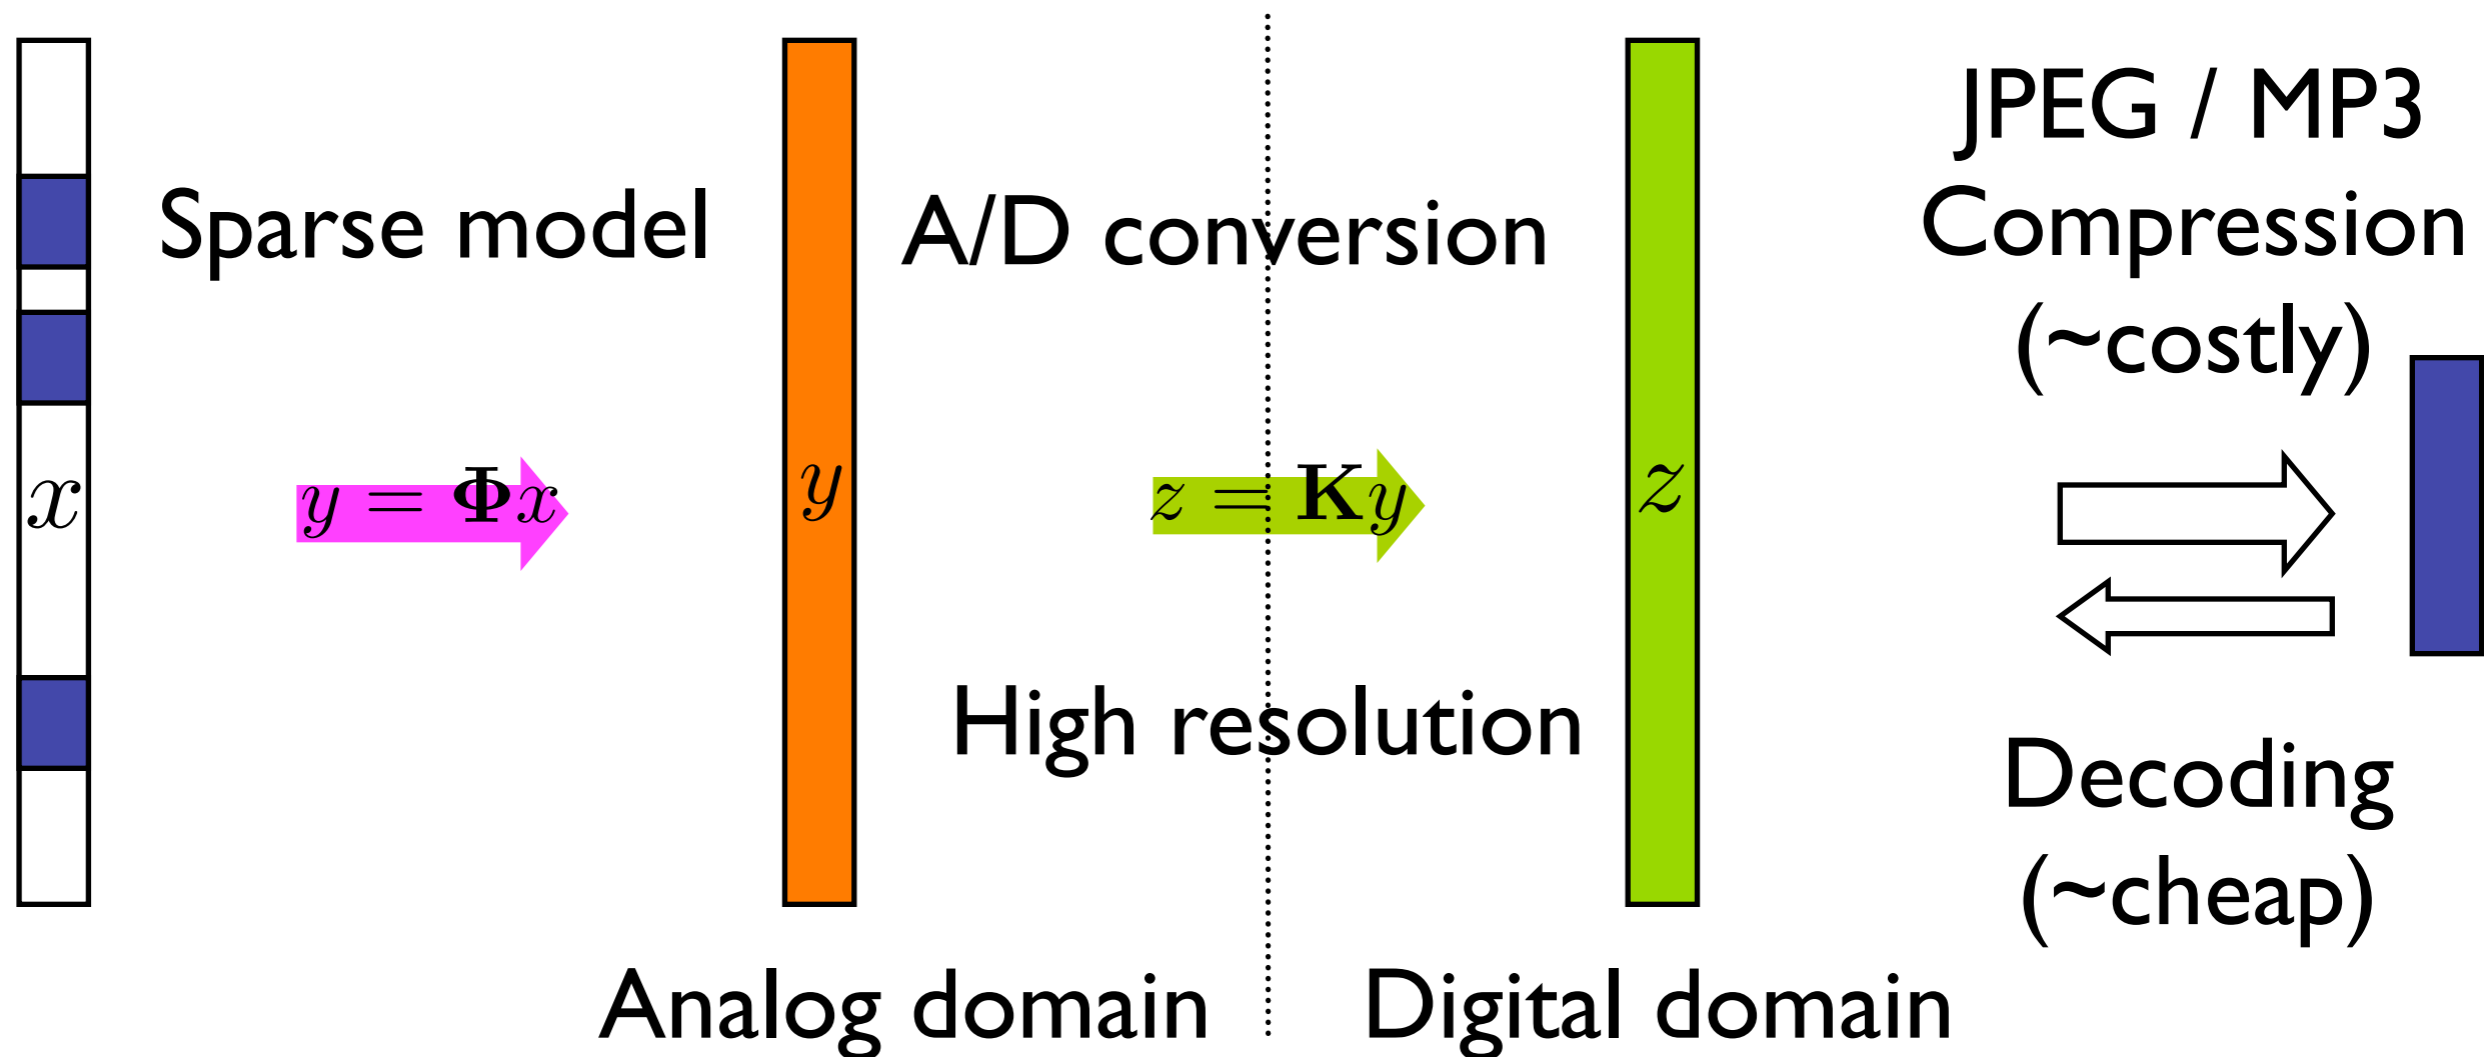 x
Sparse model
y = Φx
y
A/D conversion
z = Ky
High resolution
z
JPEG / MP3
Compression
(~costly)
Decoding
(~cheap)
Analog domain
Digital domain